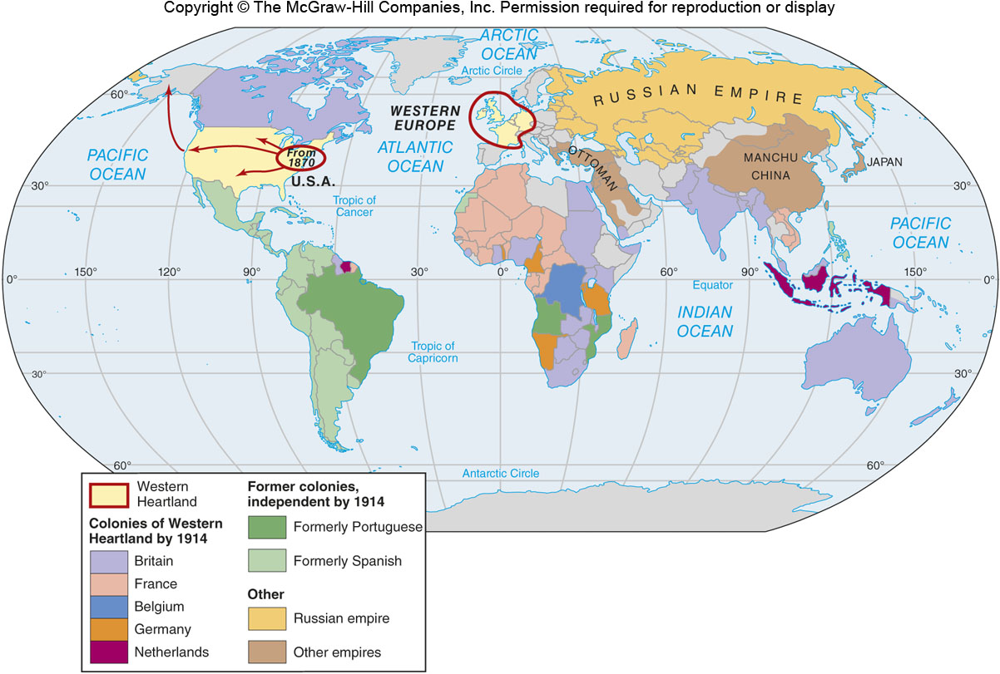 Copyright © The McGraw-Hill Companies, Inc. Permission required for reproduction or display
ARCTIC
OCEAN
Arctic Circle
60°
RUSSIAN EMPIRE
WESTERN
EUROPE
PACIFIC
OCEAN
From
1870
U.S.A.
ATLANTIC
OCEAN
OTTOMAN
MANCHU
CHINA
JAPAN
30°
30°
Tropic of
Cancer
PACIFIC
OCEAN
0°
150°
120°
90°
30°
0°
60°
90°
150°
0°
Equator
INDIAN
OCEAN
Tropic of
Capricorn
30°
30°
60°
60°
Antarctic Circle
Western
Heartland
Colonies of Western
Heartland by 1914
Britain
France
Belgium
Germany
Netherlands
Former colonies,
independent by 1914
Formerly Portuguese
Formerly Spanish
Other
Russian empire
Other empires